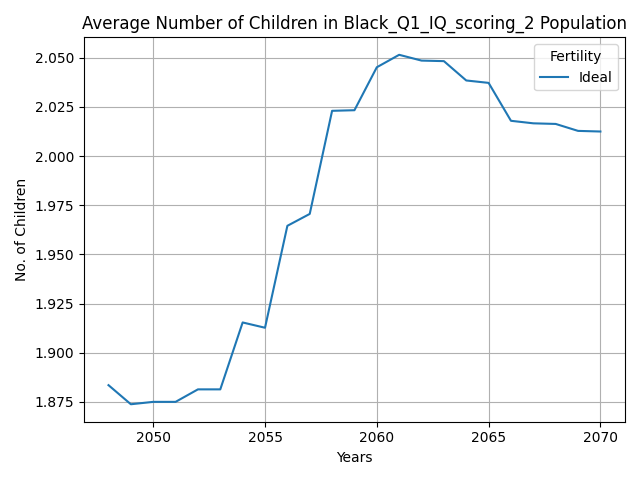 Average Number of Children in Black_Q1_IQ_scoring_2 Population
Fertility
Ideal
No. of Children
2.050
2.025
2.000
1.975
1.950
1.925
1.900
1.875
2050 2055 2060 2065 2070
Years